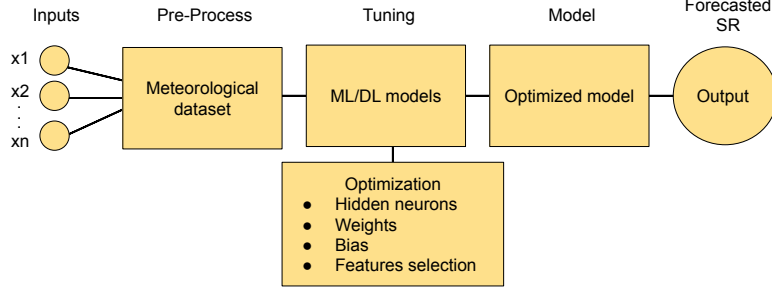 Inputs
Pre-Process
Tuning
Model
Forecasted
SR
x1
x2
:
xn
Meteorological
dataset
ML/DL models
Optimized model
Output
Optimization
● Hidden neurons
● Weights
● Bias
● Features selection